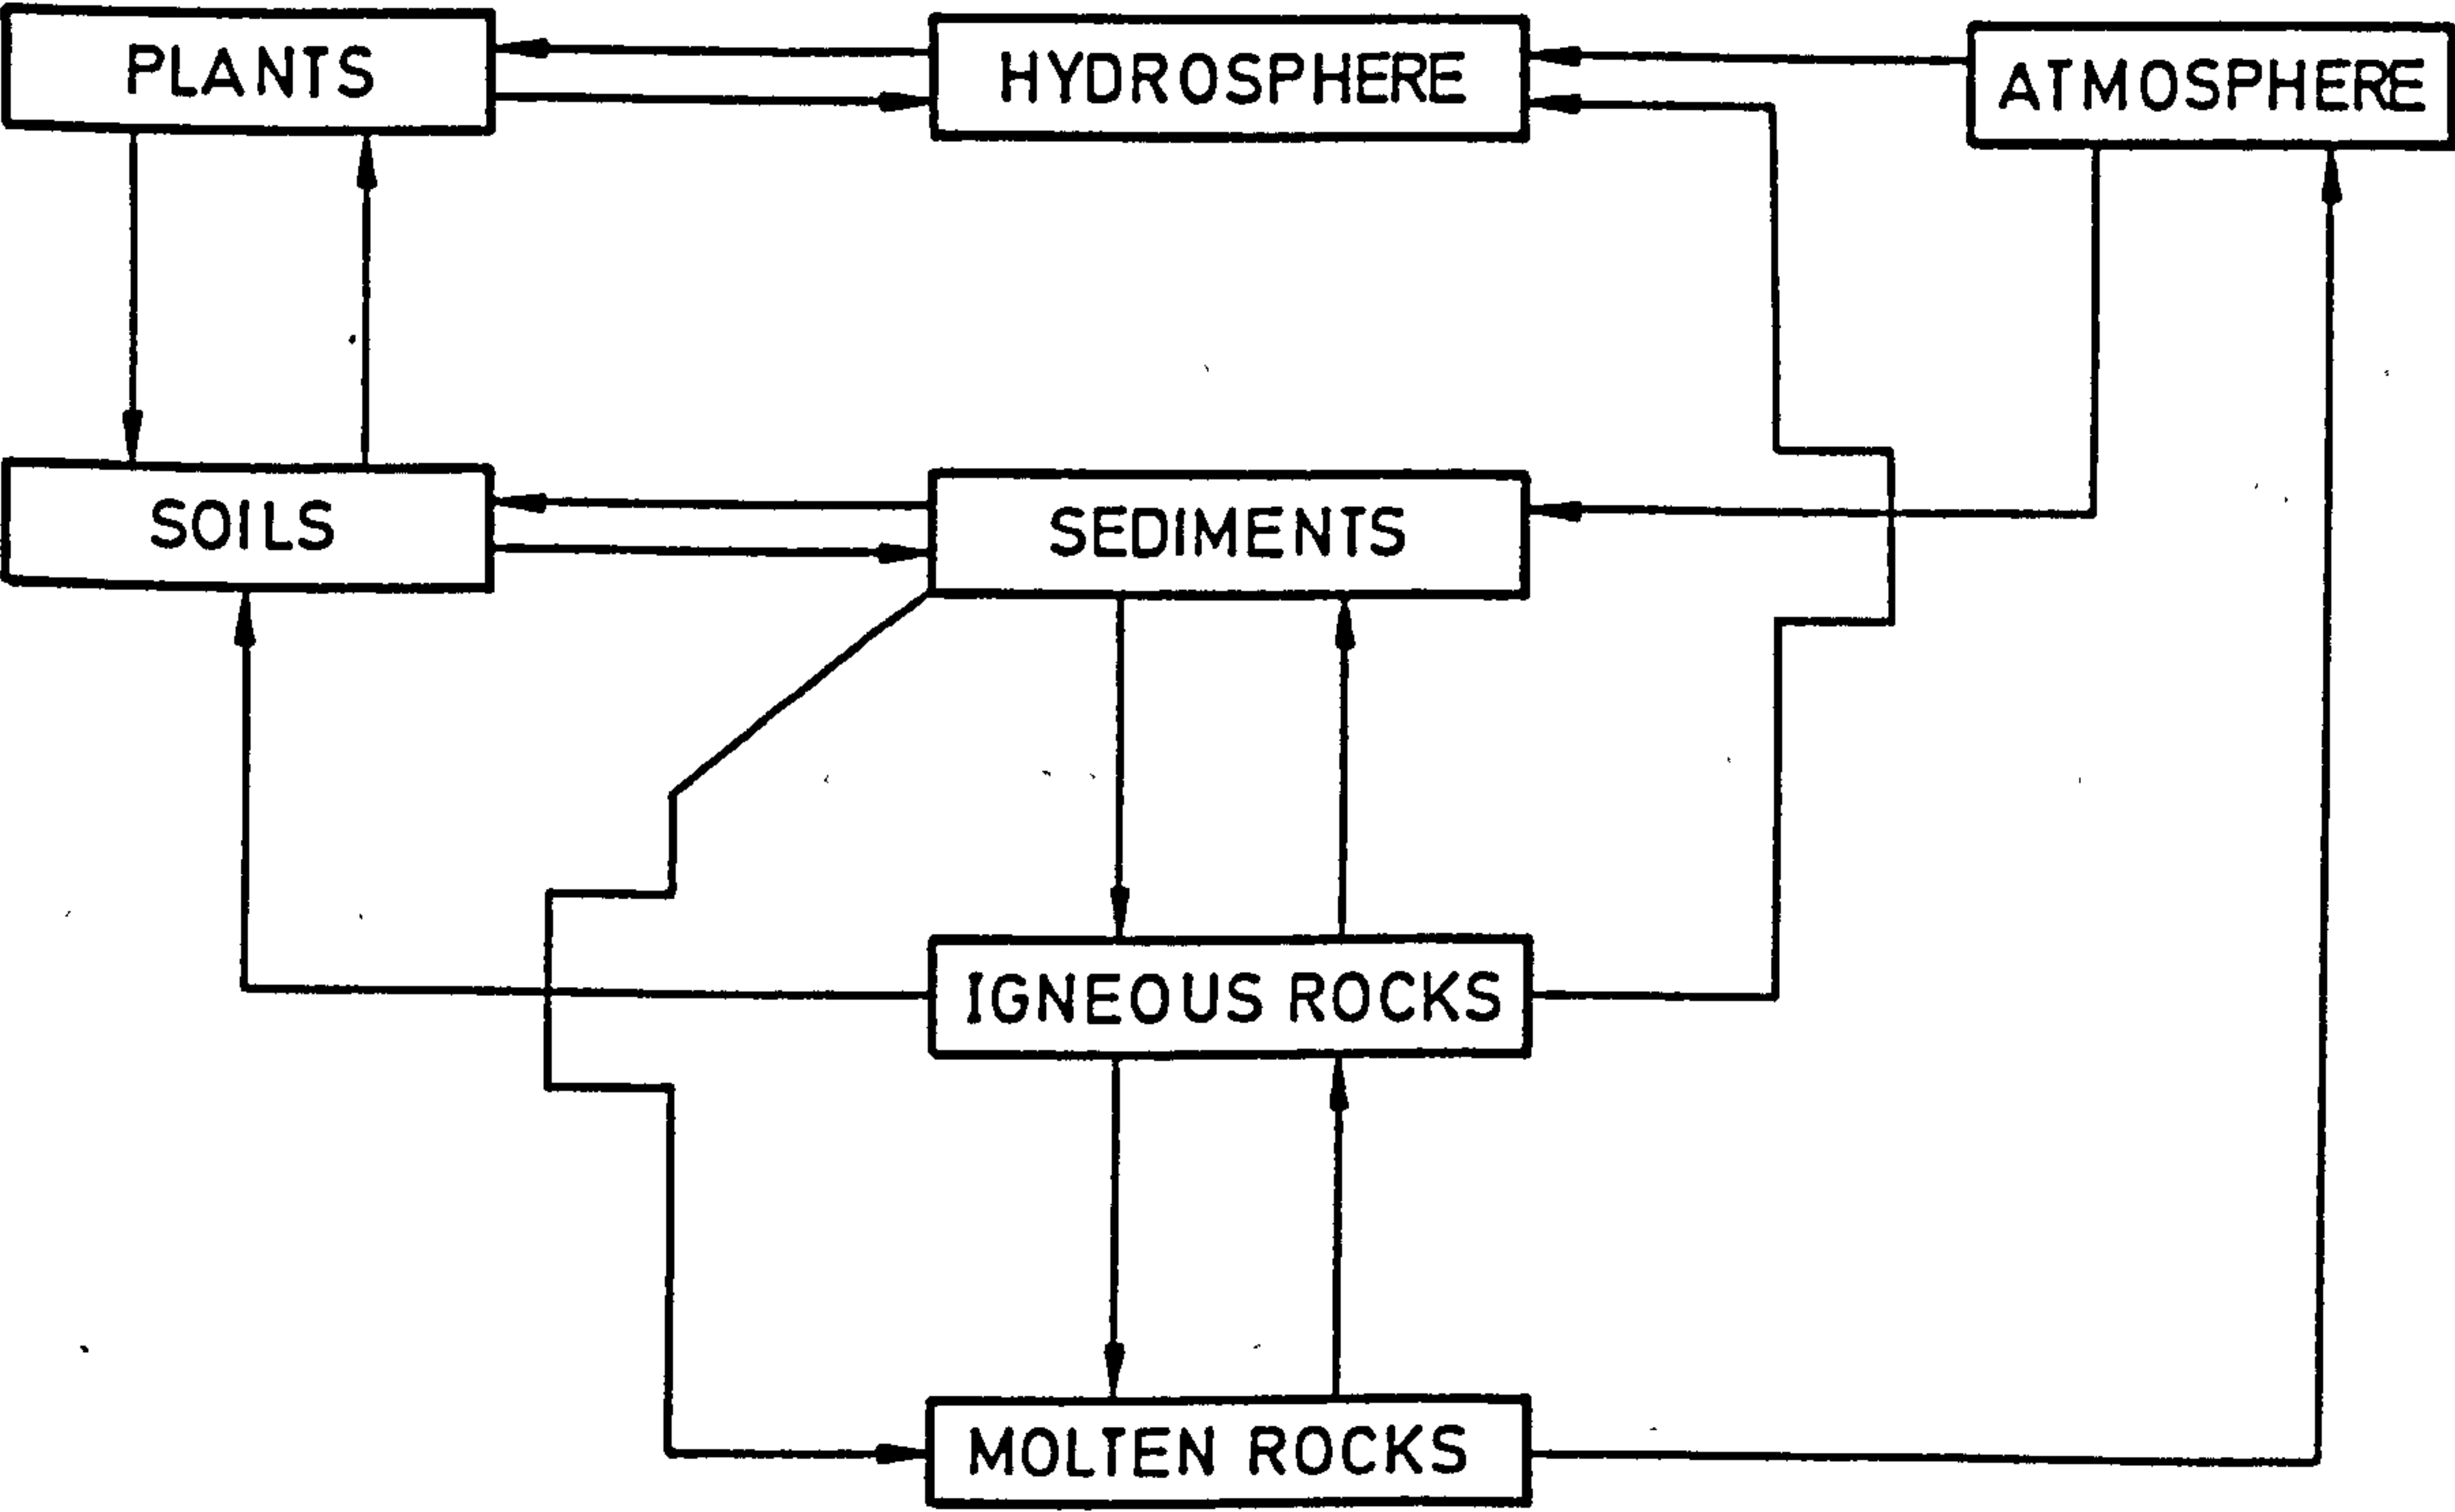 PLANTS
HYDROSPHERE
ATMOSPHERE
SOILS
SEDIMENTS
IGNEOUS ROCKS
MOLTEN ROCKS